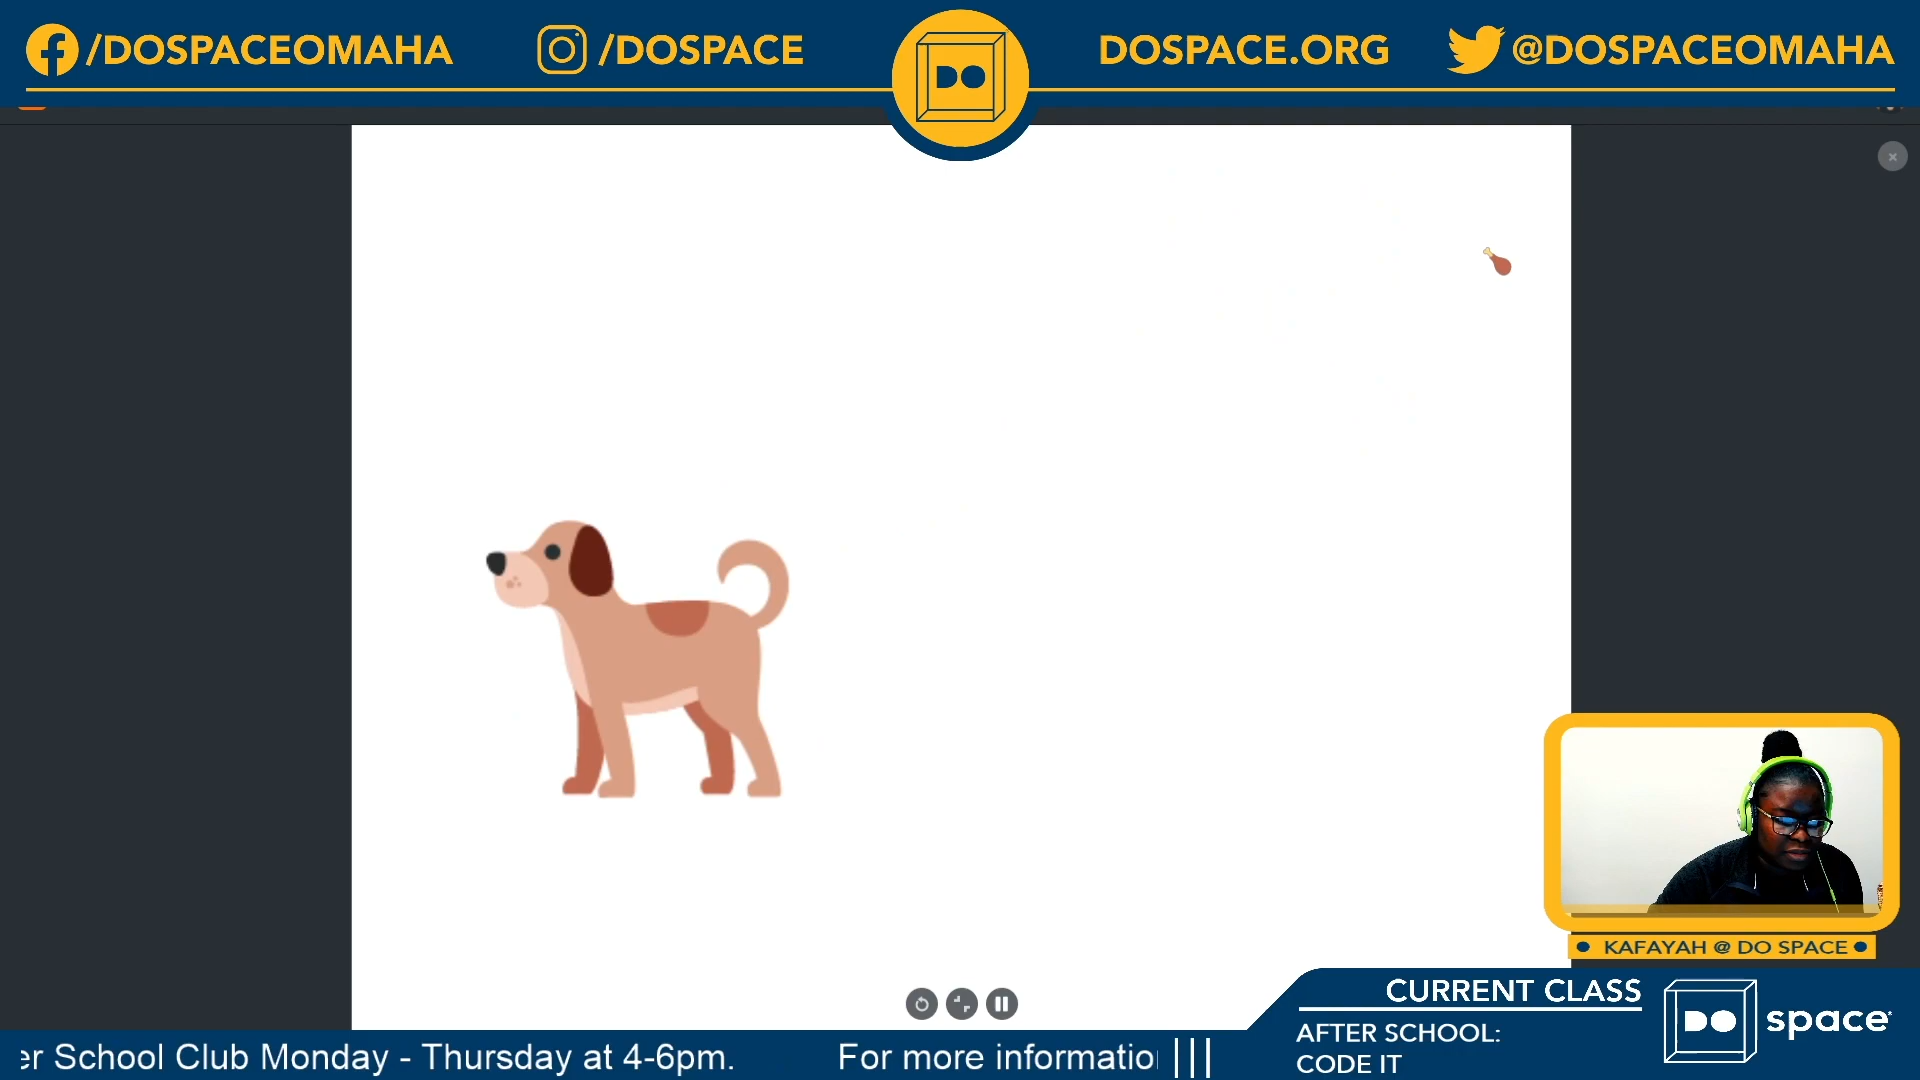 /DOSPACEOMAHA
/DOSPACE
DO
DOSPACE.ORG
@DOSPACEOMAHA
KAFAYAH @ DO SPACE
CURRENT CLASS
AFTER SCHOOL:
CODE IT
DO space
er School Club Monday - Thursday at 4-6pm. For more informatio